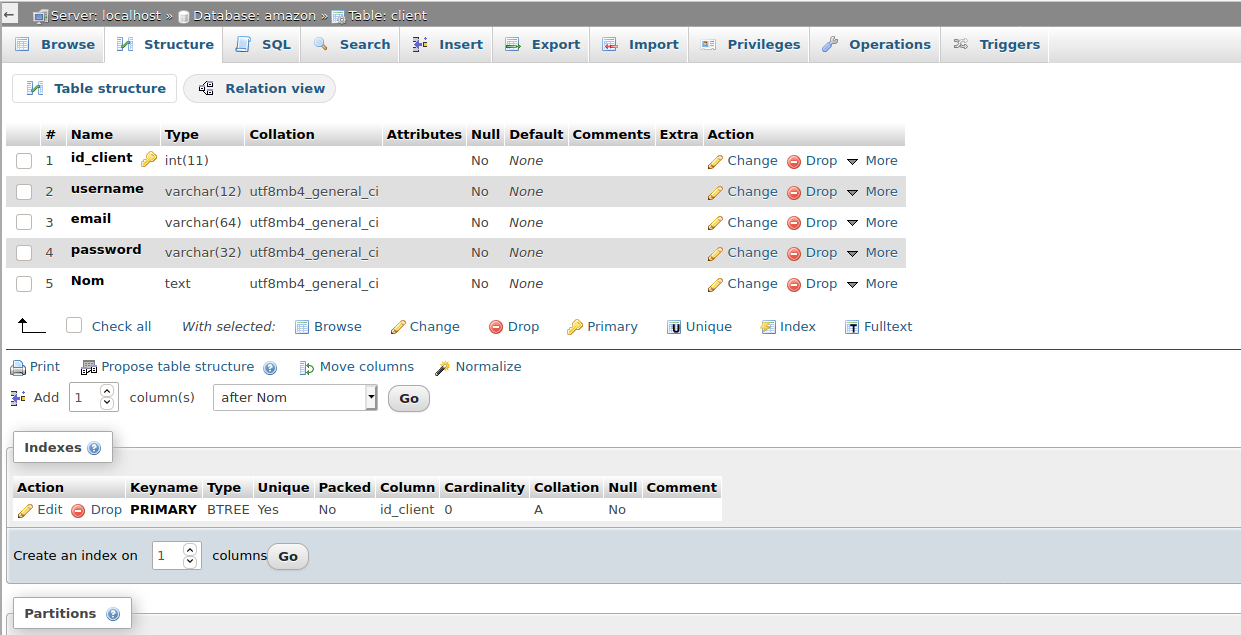 ← Server: localhost » Database: amazon » Table: client
Browse Structure SQL Search Insert Export Import Privileges Operations Triggers
Table structure Relation view
# Name Type Collation Attributes Null Default Comments Extra Action
1 id_client int(11) No None Change Drop More
2 username varchar(12) utf8mb4_general_ci No None Change Drop More
3 email varchar(64) utf8mb4_general_ci No None Change Drop More
4 password varchar(32) utf8mb4_general_ci No None Change Drop More
5 Nom text utf8mb4_general_ci No None Change Drop More
Check all With selected: Browse Change Drop Primary Unique Index Fulltext
Print Propose table structure Move columns Normalize
Add 1 column(s) after Nom Go
Indexes
Action Keyname Type Unique Packed Column Cardinality Collation Null Comment
Edit Drop PRIMARY BTREE Yes No id_client 0 A No
Create an index on 1 columns Go
Partitions